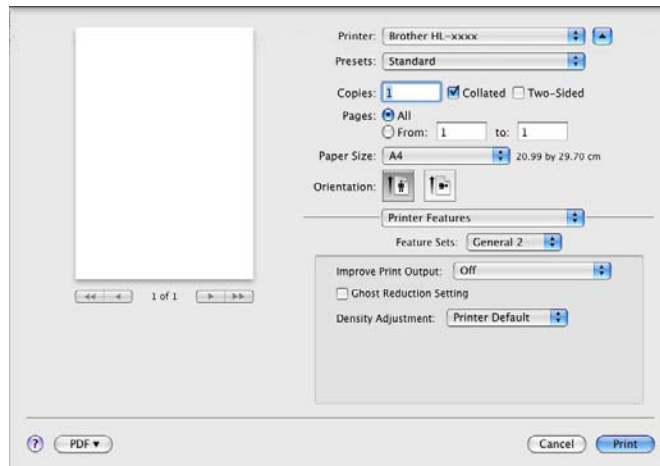 Printer: Brother HL-xxxx
Presets: Standard
Copies: 1 Collated Two-Sided
Pages: All
From: 1 to: 1
Paper Size: A4 20.99 by 29.70 cm
Orientation:
Printer Features
Feature Sets: General 2
Improve Print Output: Off
Ghost Reduction Setting
Density Adjustment: Printer Default
1 of 1
? PDF▼ Cancel Print